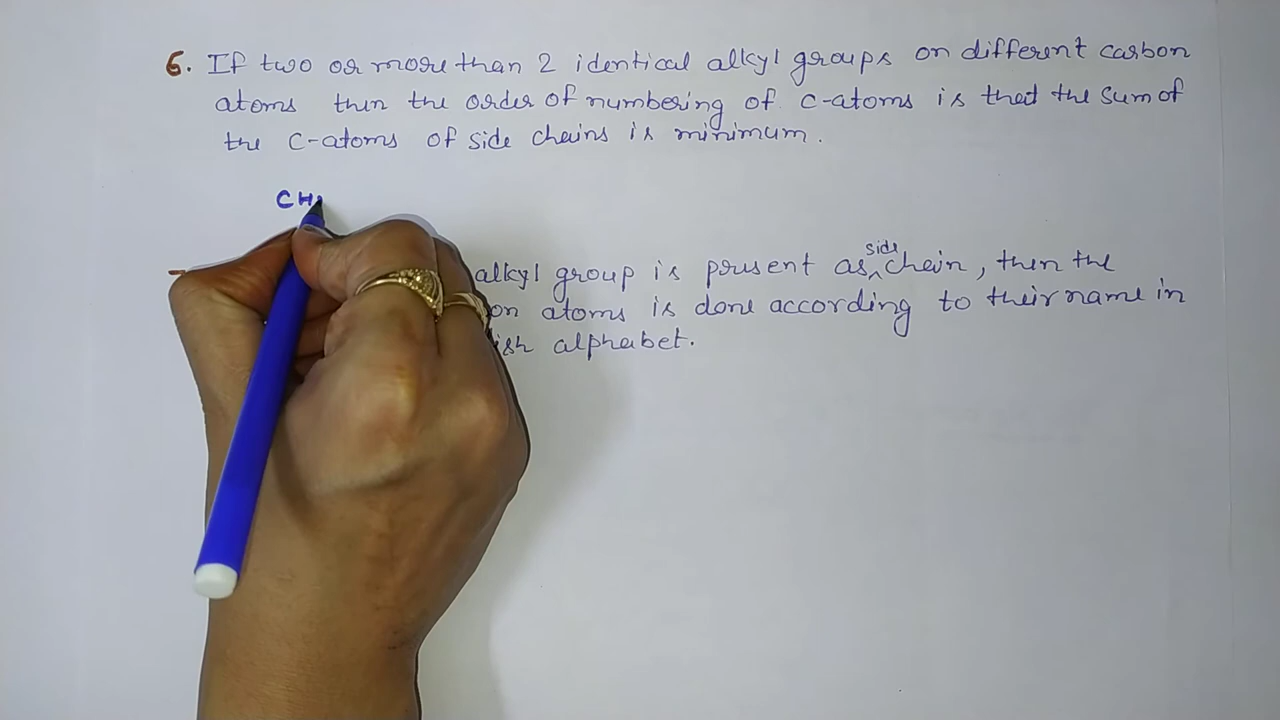 6. If two or more than 2 identical alkyl groups on different carbon
atoms then the order of numbering of C-atoms is that the sum of
the C-atoms of side chains is minimum.
CH
side
alkyl group is present as ^ chain, then the
on atoms is done according to their name in
ish alphabet.